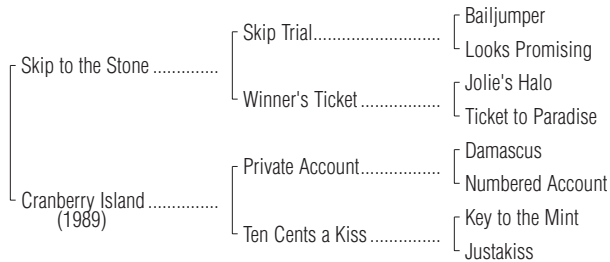 Bailjumper
Skip Trial..............................
Looks Promising
Skip to the Stone ..............
Jolie's Halo
Winner's Ticket ...................
Ticket to Paradise
Damascus
Private Account...................
Numbered Account
Cranberry Island ...............
(1989)
Key to the Mint
Ten Cents a Kiss .................
Justakiss